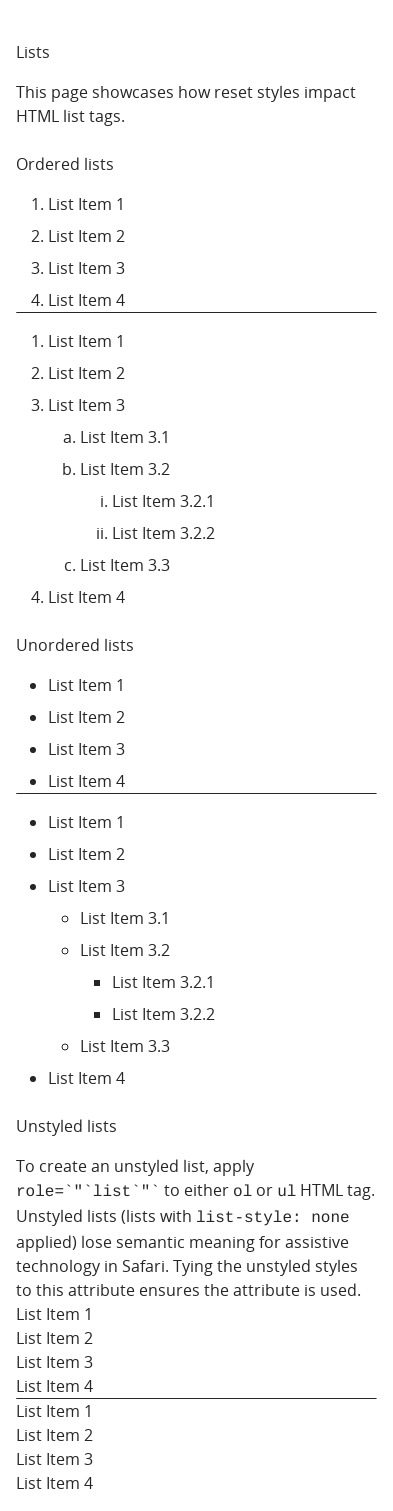 Lists
This page showcases how reset styles impact
HTML list tags.
Ordered lists
1. List Item 1
2. List Item 2
3. List Item 3
4. List Item 4
1. List Item 1
2. List Item 2
3. List Item 3
a. List Item 3.1
b. List Item 3.2
i. List Item 3.2.1
ii. List Item 3.2.2
c. List Item 3.3
4. List Item 4
Unordered lists
• List Item 1
• List Item 2
• List Item 3
• List Item 4
• List Item 1
• List Item 2
• List Item 3
◦ List Item 3.1
◦ List Item 3.2
▪ List Item 3.2.1
▪ List Item 3.2.2
◦ List Item 3.3
• List Item 4
Unstyled lists
To create an unstyled list, apply
role=`"`list`"` to either ol or ul HTML tag.
Unstyled lists (lists with list-style: none
applied) lose semantic meaning for assistive
technology in Safari. Tying the unstyled styles
to this attribute ensures the attribute is used.
List Item 1
List Item 2
List Item 3
List Item 4
List Item 1
List Item 2
List Item 3
List Item 4